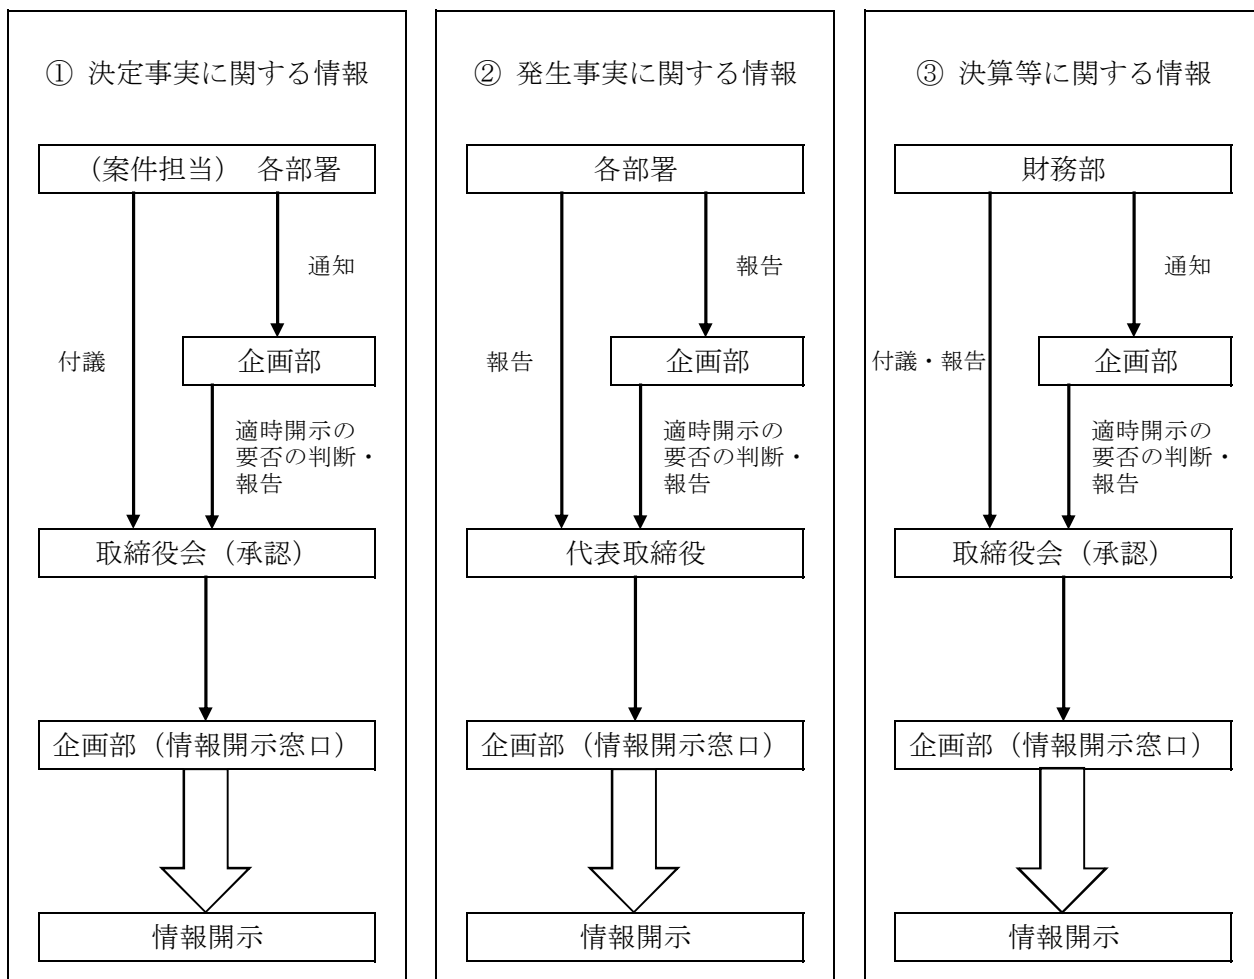 ① 決定事実に関する情報
（案件担当） 各部署
通知
企画部
付議
適時開示の
要否の判断・
報告
取締役会（承認）
企画部（情報開示窓口）
情報開示
② 発生事実に関する情報
各部署
報告
企画部
報告
適時開示の
要否の判断・
報告
代表取締役
企画部（情報開示窓口）
情報開示
③ 決算等に関する情報
財務部
通知
企画部
付議・報告
適時開示の
要否の判断・
報告
取締役会（承認）
企画部（情報開示窓口）
情報開示